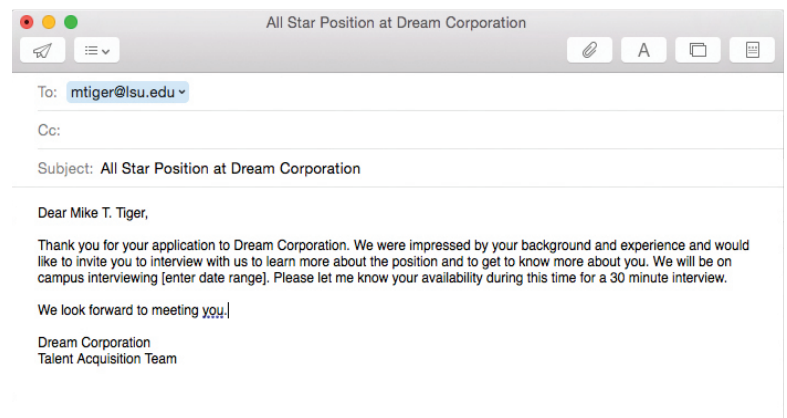 All Star Position at Dream Corporation
A
To: mtiger@lsu.edu
Cc:
Subject: All Star Position at Dream Corporation
Dear Mike T. Tiger,
Thank you for your application to Dream Corporation. We were impressed by your background and experience and would
like to invite you to interview with us to learn more about the position and to get to know more about you. We will be on
campus interviewing [enter date range]. Please let me know your availability during this time for a 30 minute interview.
We look forward to meeting you.
Dream Corporation
Talent Acquisition Team